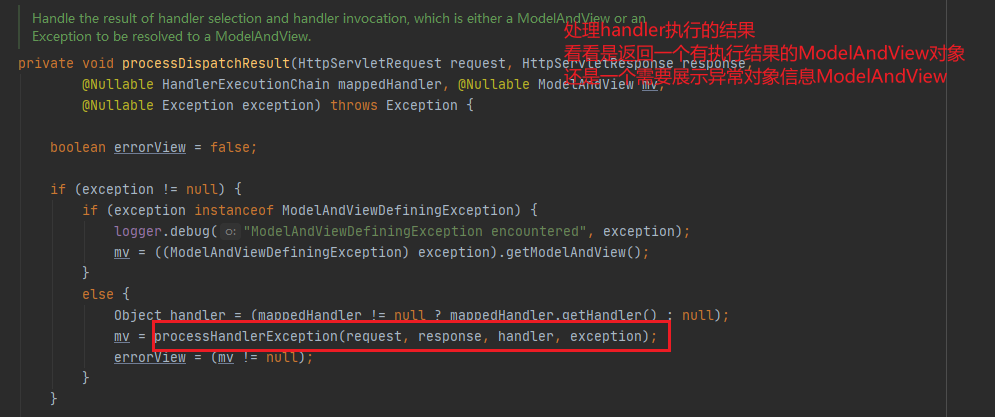 Handle the result of handler selection and handler invocation, which is either a ModelAndView or an
Exception to be resolved to a ModelAndView.
处理handler执行的结果
看看是返回一个有执行结果的ModelAndView对象
还是一个需要展示异常对象信息ModelAndView
private void processDispatchResult(HttpServletRequest request, HttpServletResponse response,
@Nullable HandlerExecutionChain mappedHandler, @Nullable ModelAndView mv,
@Nullable Exception exception) throws Exception {
boolean errorView = false;
if (exception != null) {
if (exception instanceof ModelAndViewDefiningException) {
logger.debug( o: "ModelAndViewDefiningException encountered", exception);
mv = ((ModelAndViewDefiningException) exception).getModelAndView();
}
else {
Object handler = (mappedHandler != null ? mappedHandler.getHandler() : null);
mv = processHandlerException(request, response, handler, exception);
errorView = (mv != null);
}
}